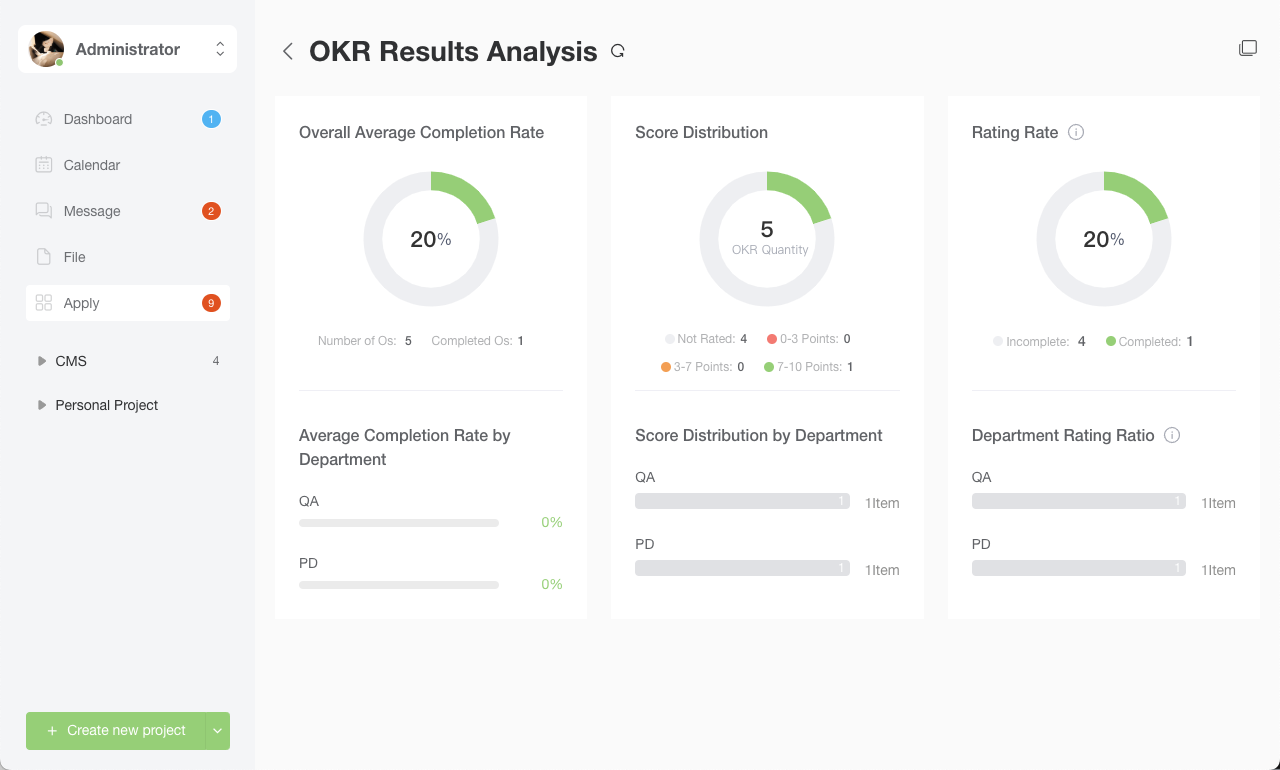 Administrator
Dashboard 1
Calendar
Message 2
File
Apply 9
CMS 4
Personal Project
+ Create new project
OKR Results Analysis
Overall Average Completion Rate
20%
Number of Os: 5 Completed Os: 1
Average Completion Rate by
Department
QA
0%
PD
0%
Score Distribution
5
OKR Quantity
Not Rated: 4 0-3 Points: 0
3-7 Points: 0 7-10 Points: 1
Score Distribution by Department
QA
1 1Item
PD
1 1Item
Rating Rate
20%
Incomplete: 4 Completed: 1
Department Rating Ratio
QA
1 1Item
PD
1 1Item